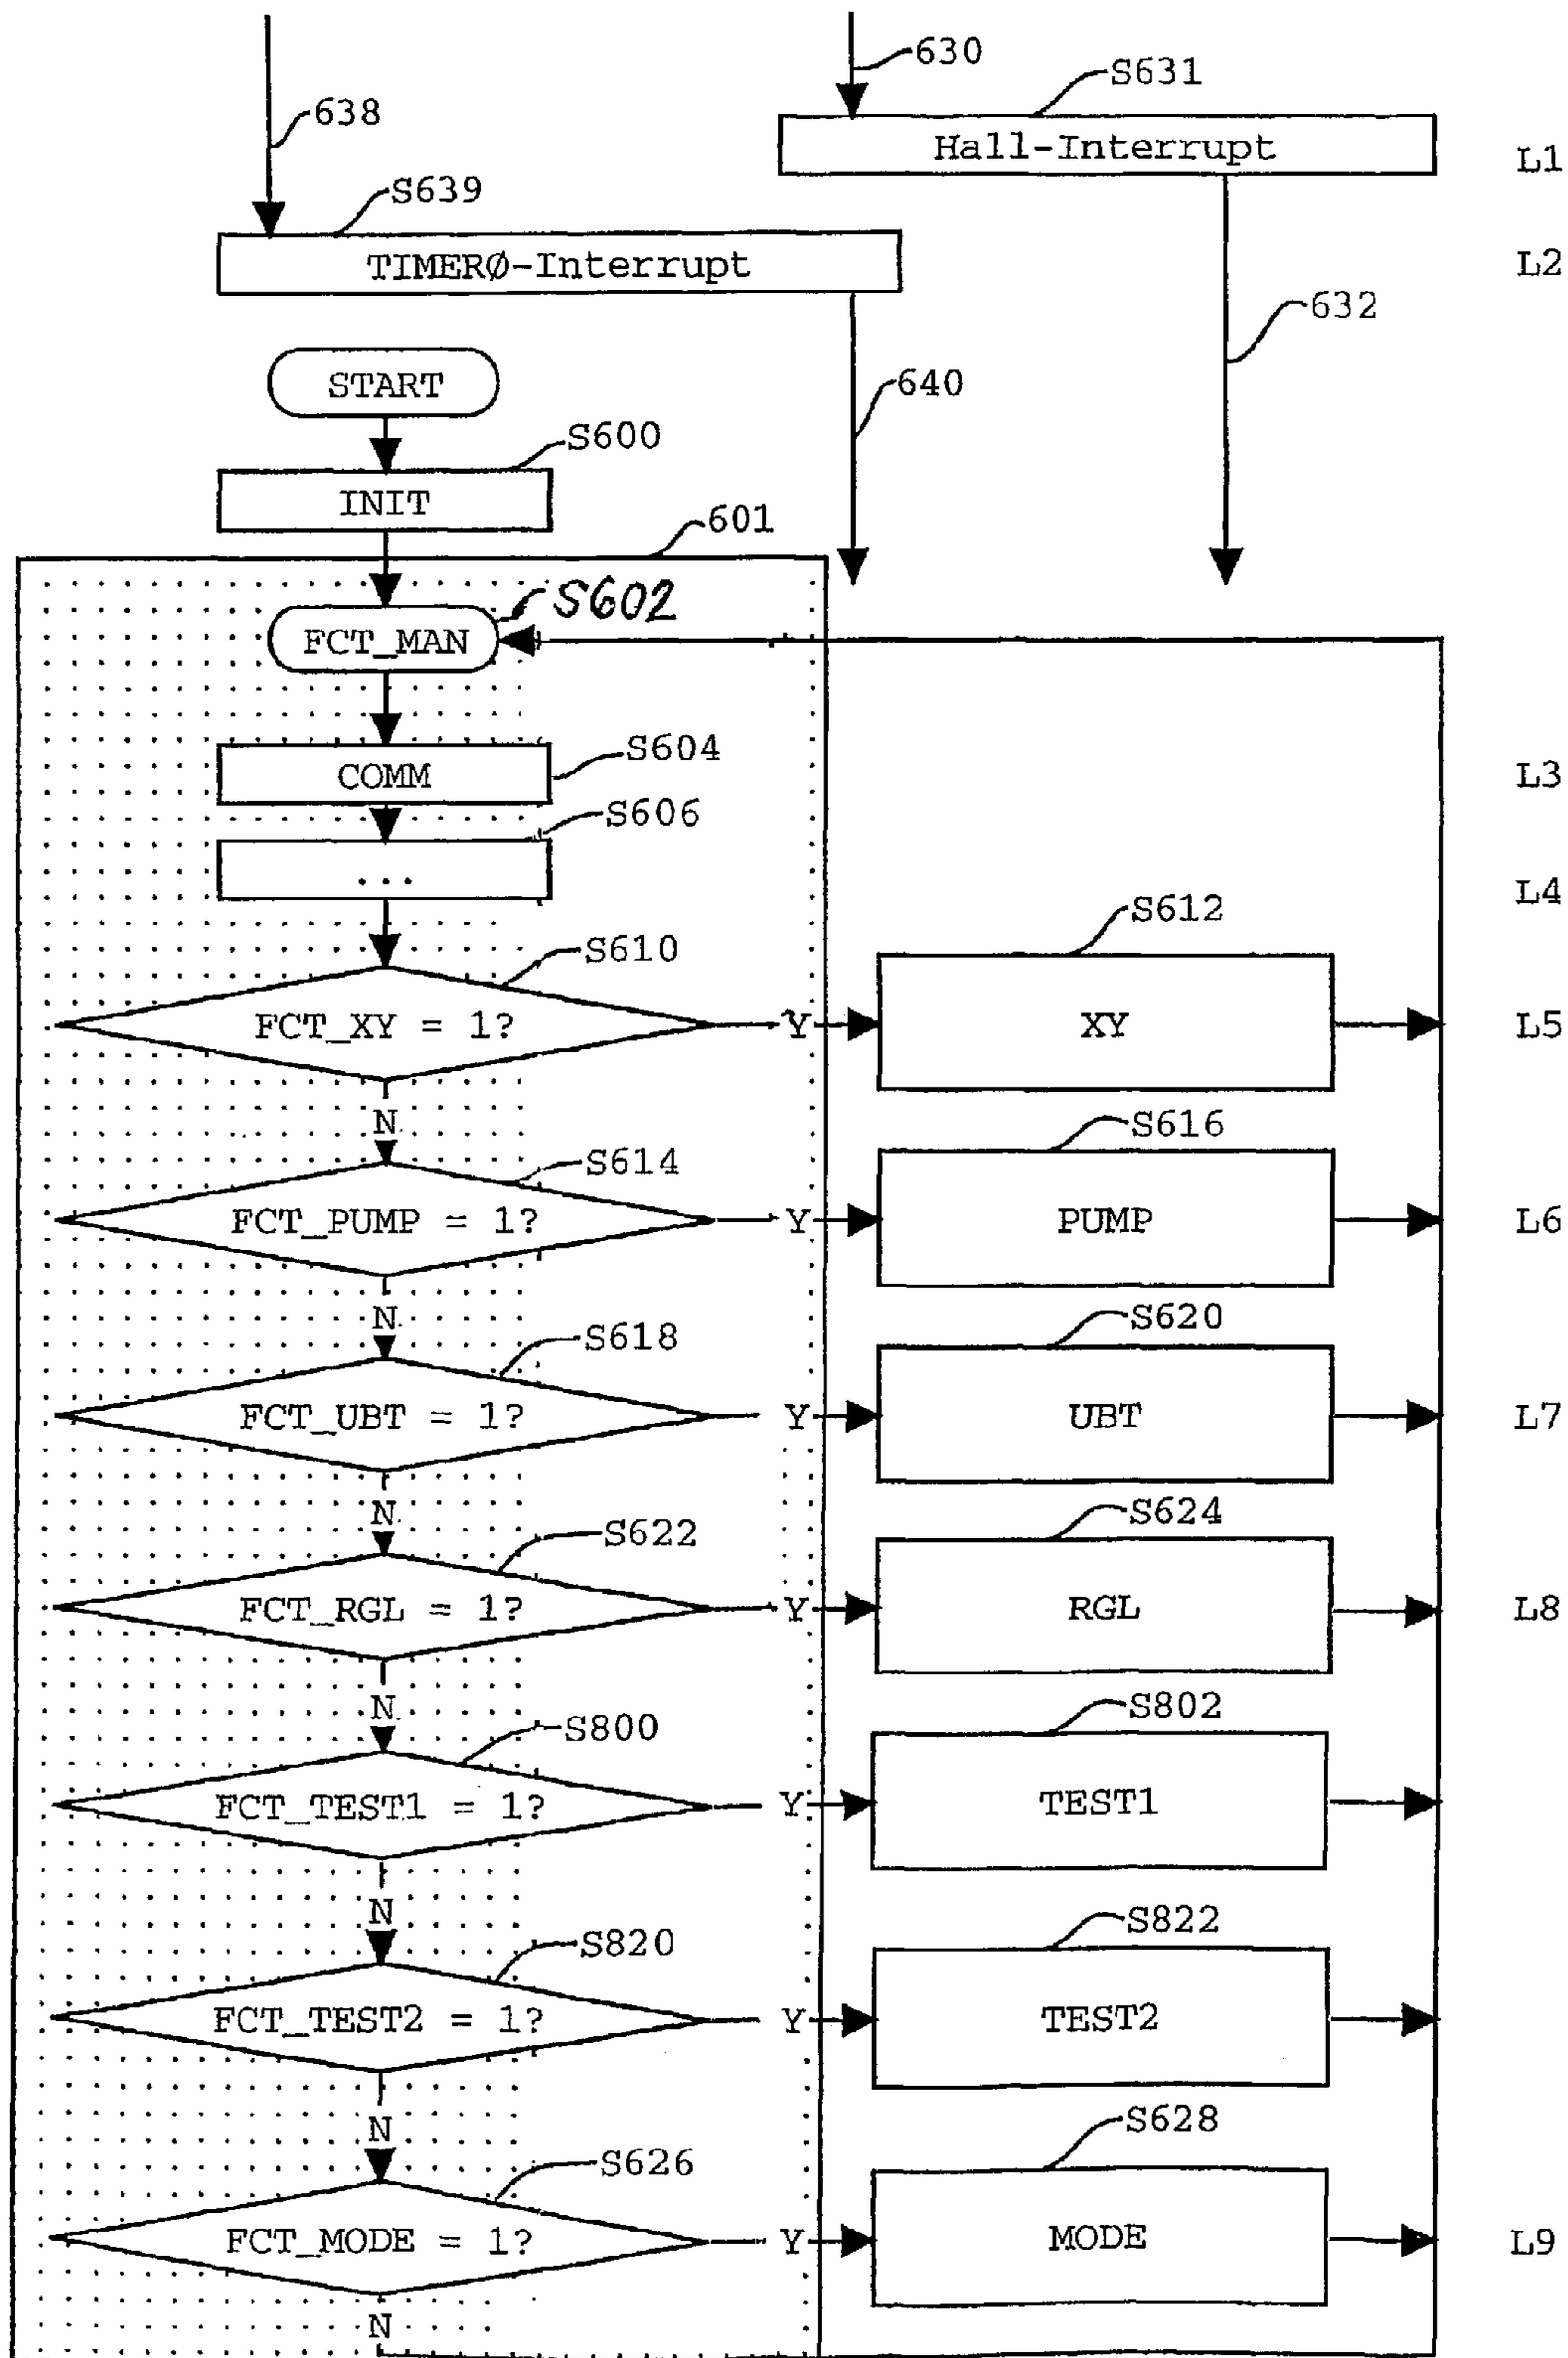 630
S631
638
Hall-Interrupt
L1
S639
TIMERØ-Interrupt
L2
632
START
640
S600
INIT
601
S602
FCT_MAN
S604
COMM
L3
S606
...
L4
S612
S610
FCT_XY = 1?
Y
XY
L5
N
S616
S614
FCT_PUMP = 1?
Y
PUMP
L6
N
S620
S618
FCT_UBT = 1?
Y
UBT
L7
N
S624
S622
FCT_RGL = 1?
Y
RGL
L8
N
S802
S800
FCT_TEST1 = 1?
Y
TEST1
N
S822
S820
FCT_TEST2 = 1?
Y
TEST2
N
S628
S626
FCT_MODE = 1?
Y
MODE
L9
N